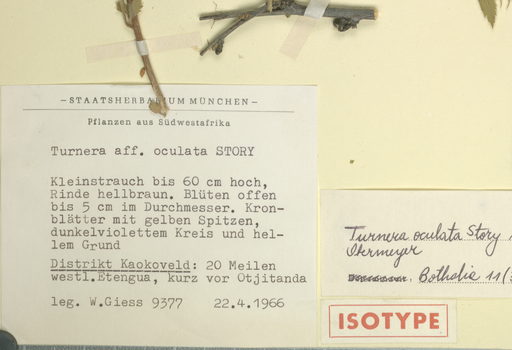 – STAATSHERBARIUM MÜNCHEN –
Pflanzen aus Südwestafrika
Turnera aff. oculata STORY
Kleinstrauch bis 60 cm hoch,
Rinde hellbraun. Blüten offen
bis 5 cm im Durchmesser. Kron-
blätter mit gelben Spitzen,
dunkelviolettem Kreis und hel-
lem Grund
Distrikt Kaokoveld: 20 Meilen
westl.Etengua, kurz vor Otjitanda
leg. W.Giess 9377 22.4.1966
Turnera oculata Story
Obermeyer
Bothalia 11/
ISOTYPE